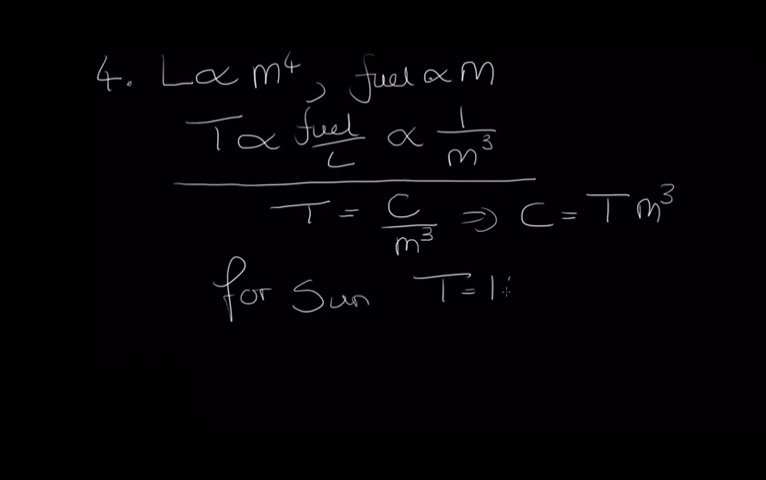 4. L∝ m⁴, fuel ∝ m
T ∝ fuel/L ∝ 1/m³
T = C/m³ ⇒ C = T m³
for Sun T = 1